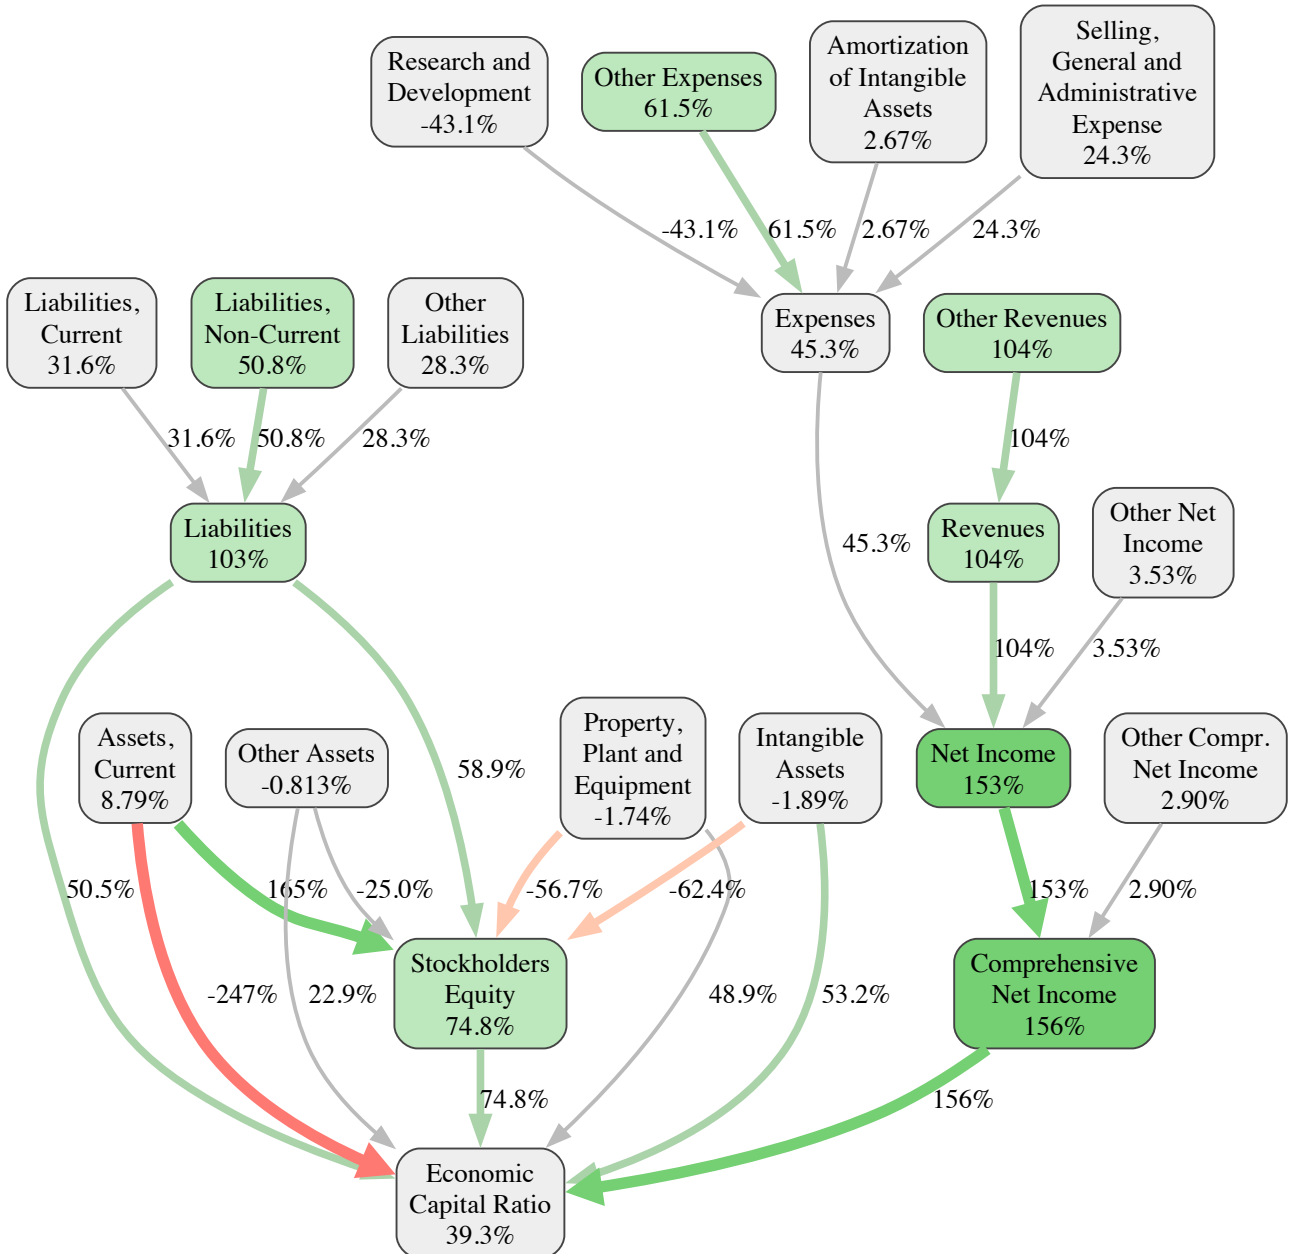 Research and
Development
-43.1%
Other Expenses
61.5%
Amortization
of Intangible
Assets
2.67%
Selling,
General and
Administrative
Expense
24.3%
-43.1%
61.5%
2.67%
24.3%
Liabilities,
Current
31.6%
Liabilities,
Non-Current
50.8%
Other
Liabilities
28.3%
Expenses
45.3%
Other Revenues
104%
31.6%
50.8%
28.3%
104%
Liabilities
103%
45.3%
Revenues
104%
Other Net
Income
3.53%
104%
3.53%
Assets,
Current
8.79%
Other Assets
-0.813%
58.9%
Property,
Plant and
Equipment
-1.74%
Intangible
Assets
-1.89%
Net Income
153%
Other Compr.
Net Income
2.90%
50.5%
165%
-25.0%
-56.7%
-62.4%
153%
2.90%
-247%
22.9%
Stockholders
Equity
74.8%
48.9%
53.2%
Comprehensive
Net Income
156%
74.8%
156%
Economic
Capital Ratio
39.3%